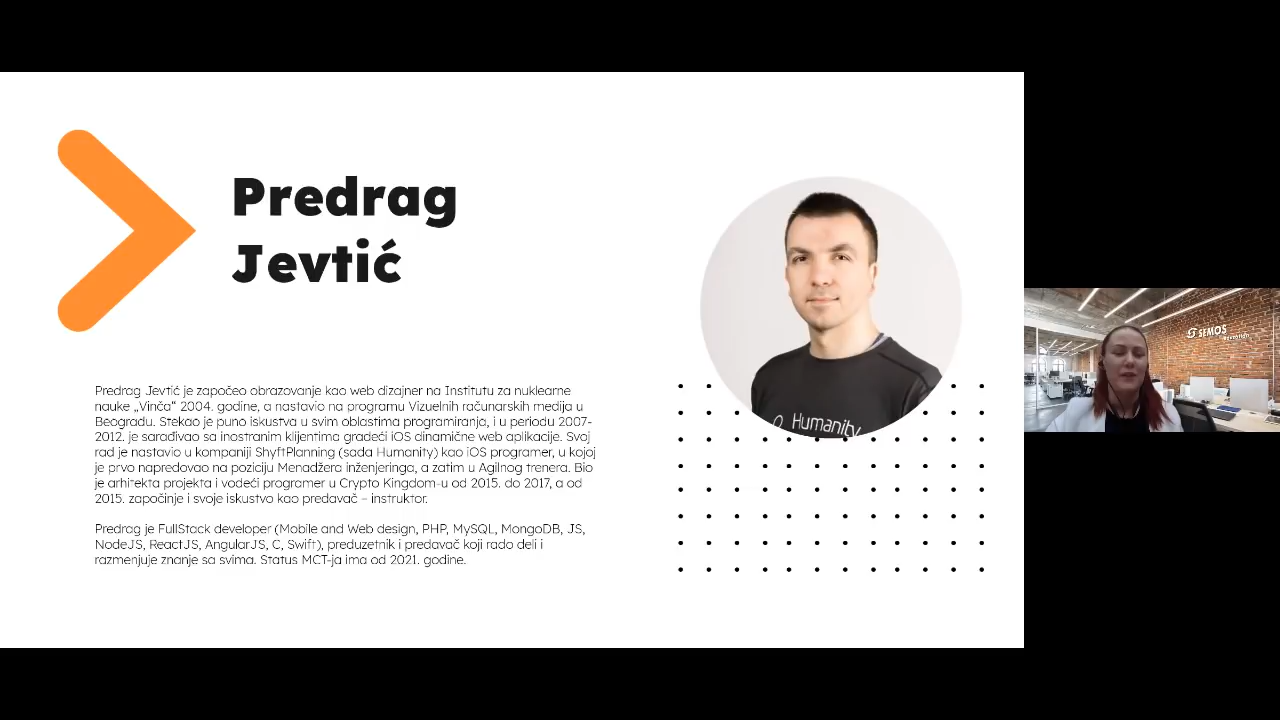 Predrag
Jevtić
Predrag Jevtić je započeo obrazovanje kao web dizajner na Institutu za nuklearne
nauke „Vinča“ 2004. godine, a nastavio na programu Vizuelnih računarskih medija u
Beogradu. Stekao je puno iskustva u svim oblastima programiranja, i u periodu 2007-
2012. je sarađivao sa inostranim klijentima gradeći iOS dinamične web aplikacije. Svoj
rad je nastavio u kompaniji ShyftPlanning (sada Humanity) kao iOS programer, u kojoj
je prvo napredovao na poziciju Menadžera inženjeringa, a zatim u Agilnog trenera. Bio
je arhitekta projekta i vodeći programer u Crypto Kingdom-u od 2015. do 2017, a od
2015. započinje i svoje iskustvo kao predavač – instruktor.
Predrag je FullStack developer (Mobile and Web design, PHP, MySQL, MongoDB, JS,
NodeJS, ReactJS, AngularJS, C, Swift), preduzetnik i predavač koji rado deli i
razmenjuje znanje sa svima. Status MCT-ja ima od 2021. godine.
Humanity
SEMOS
education